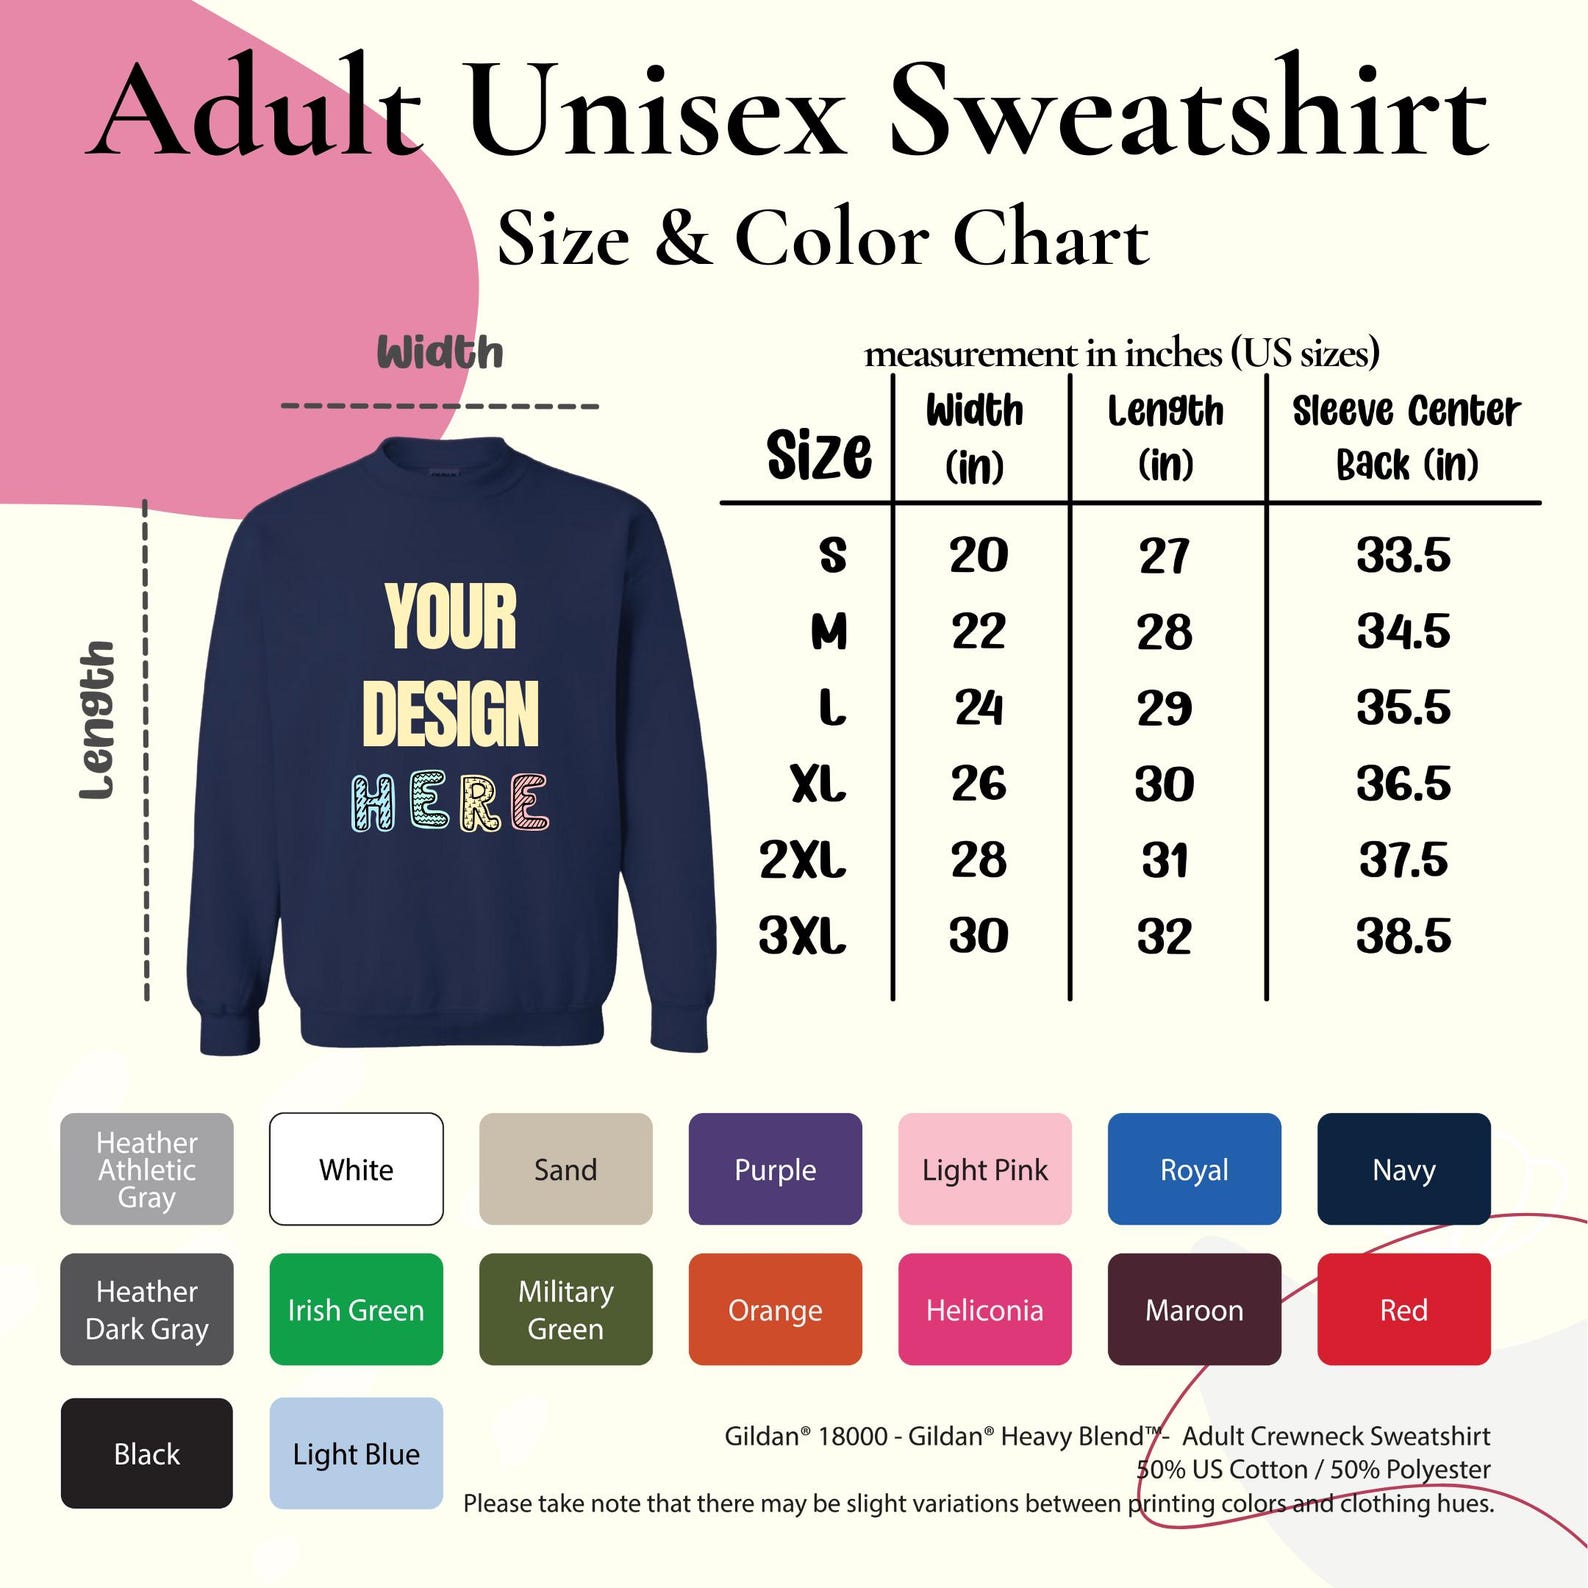 Adult Unisex Sweatshirt
Size & Color Chart
Width
Length
YOUR
DESIGN
HERE
measurement in inches (US sizes)
Size Width (in) Length (in) Sleeve Center Back (in)
S 20 27 33.5
M 22 28 34.5
L 24 29 35.5
XL 26 30 36.5
2XL 28 31 37.5
3XL 30 32 38.5
Heather Athletic Gray
White
Sand
Purple
Light Pink
Royal
Navy
Heather Dark Gray
Irish Green
Military Green
Orange
Heliconia
Maroon
Red
Black
Light Blue
Gildan® 18000 - Gildan® Heavy Blend™- Adult Crewneck Sweatshirt
50% US Cotton / 50% Polyester
Please take note that there may be slight variations between printing colors and clothing hues.